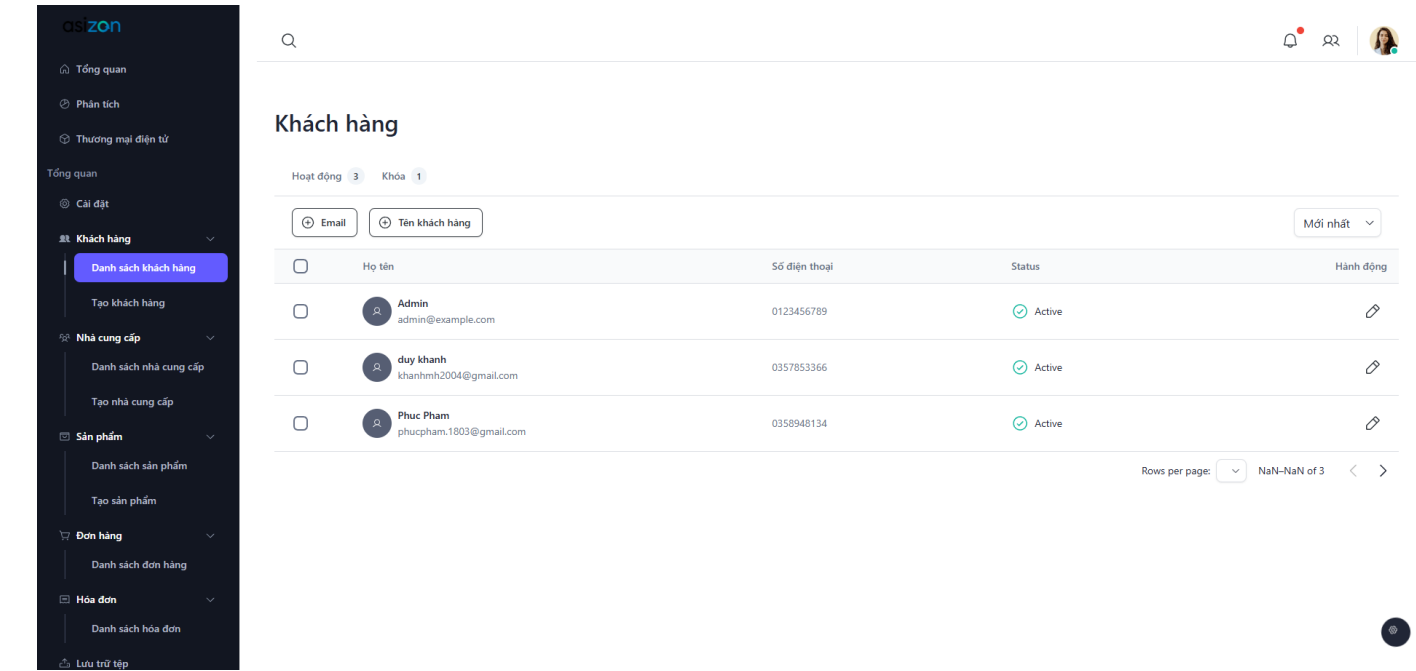 asizon
Tổng quan
Phân tích
Thương mại điện tử
Tổng quan
Cài đặt
Khách hàng
Danh sách khách hàng
Tạo khách hàng
Nhà cung cấp
Danh sách nhà cung cấp
Tạo nhà cung cấp
Sản phẩm
Danh sách sản phẩm
Tạo sản phẩm
Đơn hàng
Danh sách đơn hàng
Hóa đơn
Danh sách hóa đơn
Lưu trữ tệp
Khách hàng
Hoạt động 3 Khóa 1
Email Tên khách hàng Mới nhất
Họ tên Số điện thoại Status Hành động
Admin
admin@example.com 0123456789 Active
duy khanh
khanhmh2004@gmail.com 0357853366 Active
Phuc Pham
phucpham.1803@gmail.com 0358948134 Active
Rows per page: NaN–NaN of 3